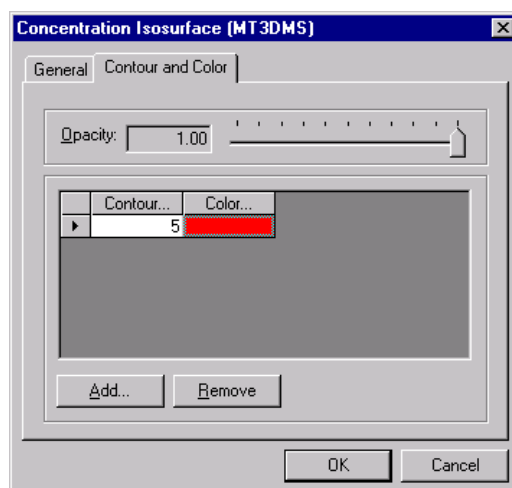 Concentration Isosurface (MT3DMS)
General Contour and Color
Opacity: 1.00
Contour... Color...
5
Add... Remove
OK Cancel